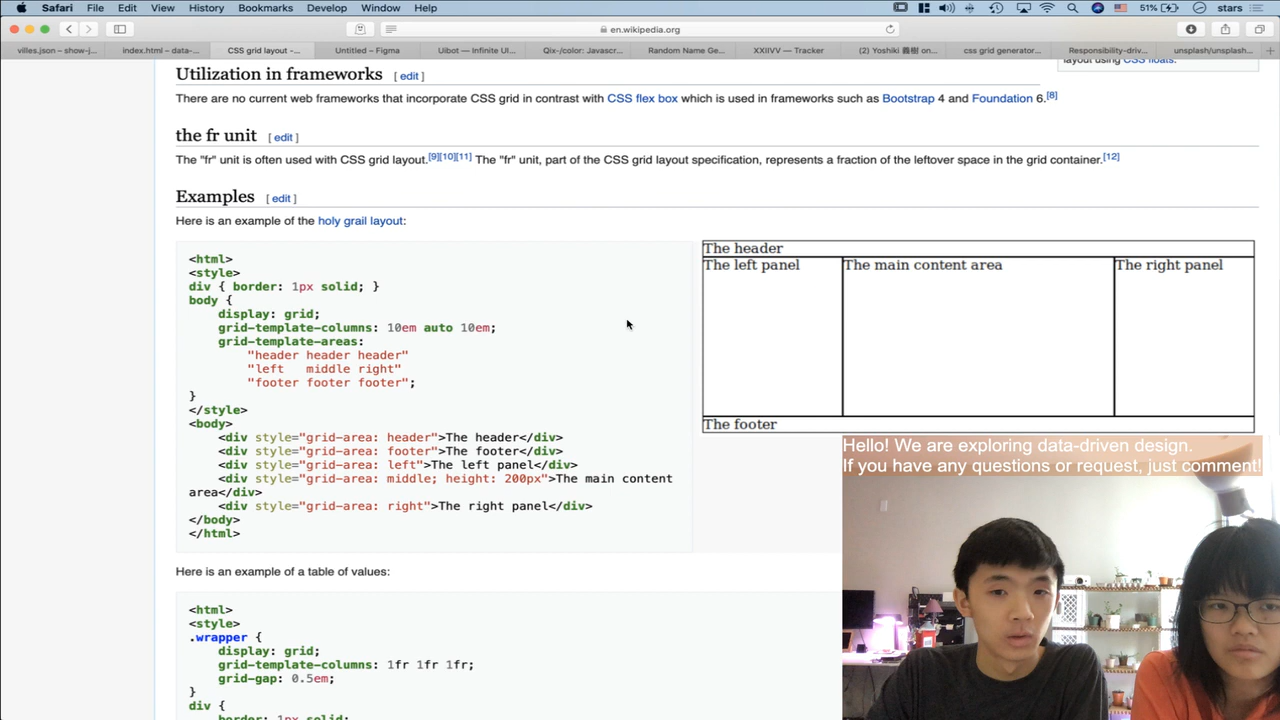 Safari File Edit View History Bookmarks Develop Window Help 51% stars
en.wikipedia.org
villes.json – show-j... index.html – data-... CSS grid layout -... Untitled – Figma Uibot — Infinite UI... Qix-/color: Javascr... Random Name Ge... XXIIVV — Tracker (2) Yoshiki 義樹 on... css grid generator... Responsibility-driv... unsplash/unsplash...
layout using CSS floats.
Utilization in frameworks [ edit ]
There are no current web frameworks that incorporate CSS grid in contrast with CSS flex box which is used in frameworks such as Bootstrap 4 and Foundation 6.[8]
the fr unit [ edit ]
The "fr" unit is often used with CSS grid layout.[9][10][11] The "fr" unit, part of the CSS grid layout specification, represents a fraction of the leftover space in the grid container.[12]
Examples [ edit ]
Here is an example of the holy grail layout:
<html>
<style>
div { border: 1px solid; }
body {
display: grid;
grid-template-columns: 10em auto 10em;
grid-template-areas:
"header header header"
"left   middle right"
"footer footer footer";
}
</style>
<body>
<div style="grid-area: header">The header</div>
<div style="grid-area: footer">The footer</div>
<div style="grid-area: left">The left panel</div>
<div style="grid-area: middle; height: 200px">The main content
area</div>
<div style="grid-area: right">The right panel</div>
</body>
</html>
The header
The left panel The main content area The right panel
The footer
Hello! We are exploring data-driven design.
If you have any questions or request, just comment!
Here is an example of a table of values:
<html>
<style>
.wrapper {
display: grid;
grid-template-columns: 1fr 1fr 1fr;
grid-gap: 0.5em;
}
div {
border: 1px solid;